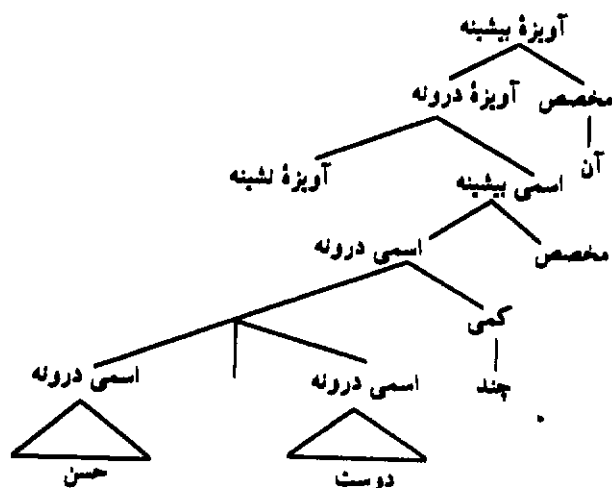 آویزهٔ بیشینه
مخصص آویزهٔ درونه
آن
اسمی بیشینه آویزهٔ نشینه
مخصص اسمی درونه
کمی
چند اسمی درونه اسمی درونه
دوست حسن